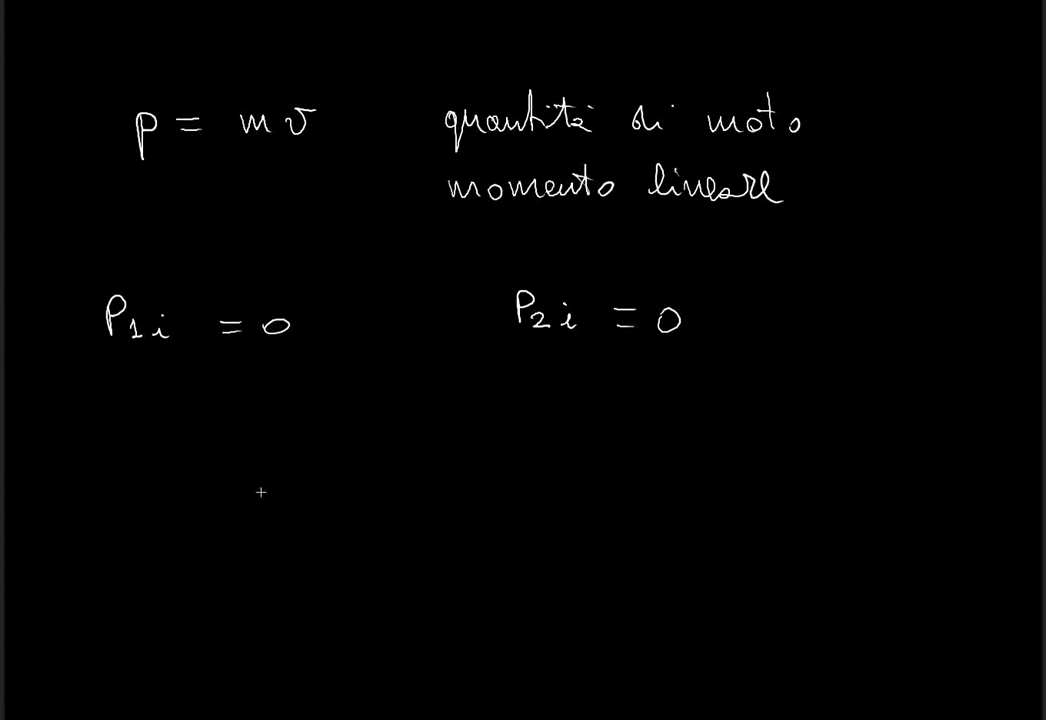 p = mv quantità di moto
momento lineare
P1i = 0 P2i = 0